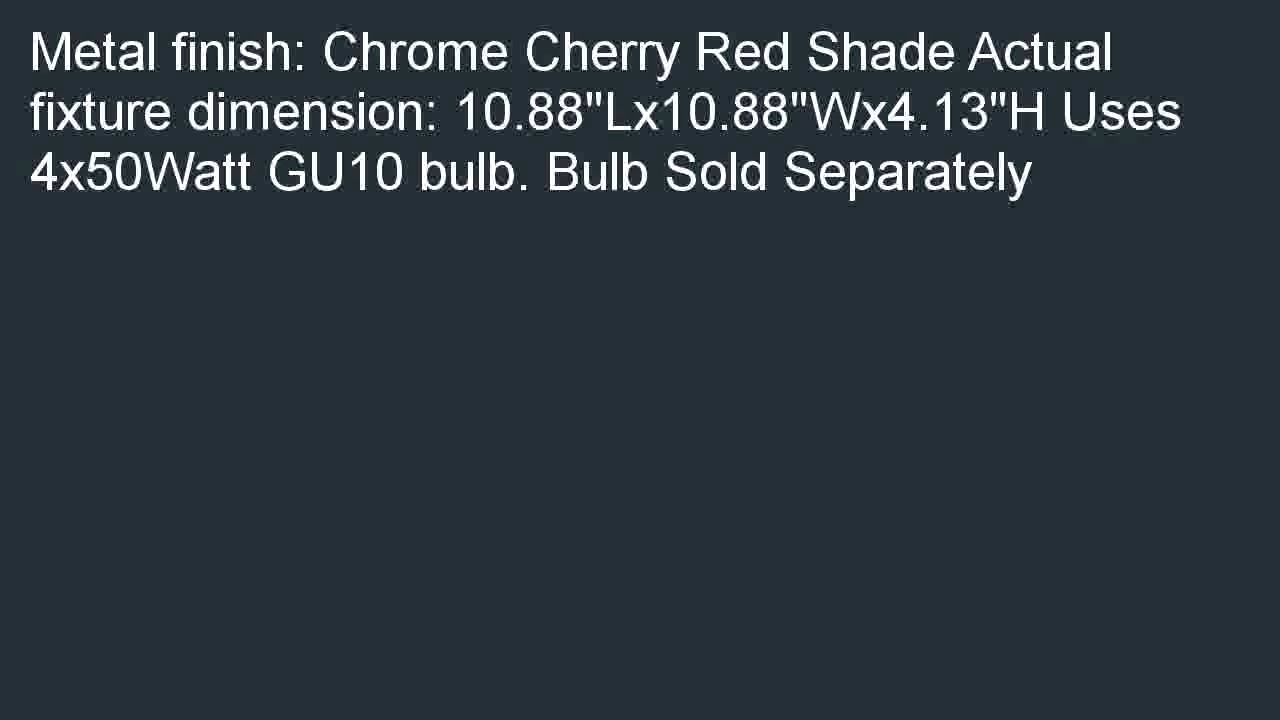 Metal finish: Chrome Cherry Red Shade Actual
fixture dimension: 10.88"Lx10.88"Wx4.13"H Uses
4x50Watt GU10 bulb. Bulb Sold Separately